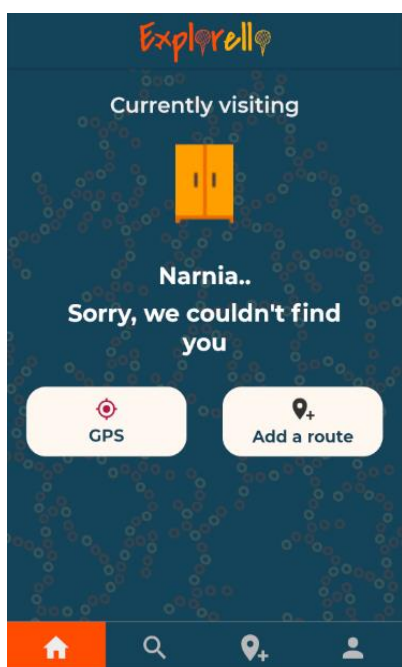 Explorello
Currently visiting
Narnia..
Sorry, we couldn't find
you
GPS
Add a route